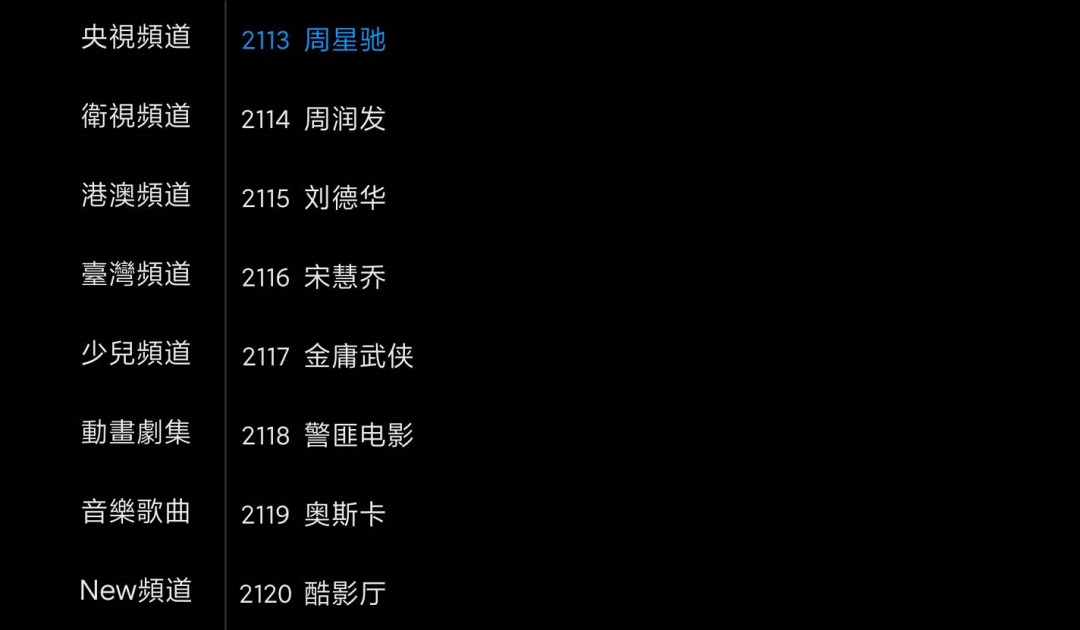 央視頻道
衛視頻道
港澳頻道
臺灣頻道
少兒頻道
動畫劇集
音樂歌曲
New頻道
2113 周星驰
2114 周润发
2115 刘德华
2116 宋慧乔
2117 金庸武侠
2118 警匪电影
2119 奥斯卡
2120 酷影厅